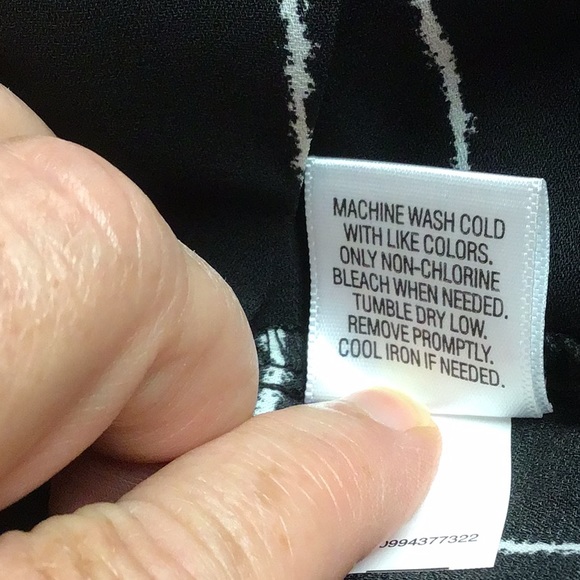 MACHINE WASH COLD
WITH LIKE COLORS.
ONLY NON-CHLORINE
BLEACH WHEN NEEDED.
TUMBLE DRY LOW.
REMOVE PROMPTLY.
COOL IRON IF NEEDED.
J994377322